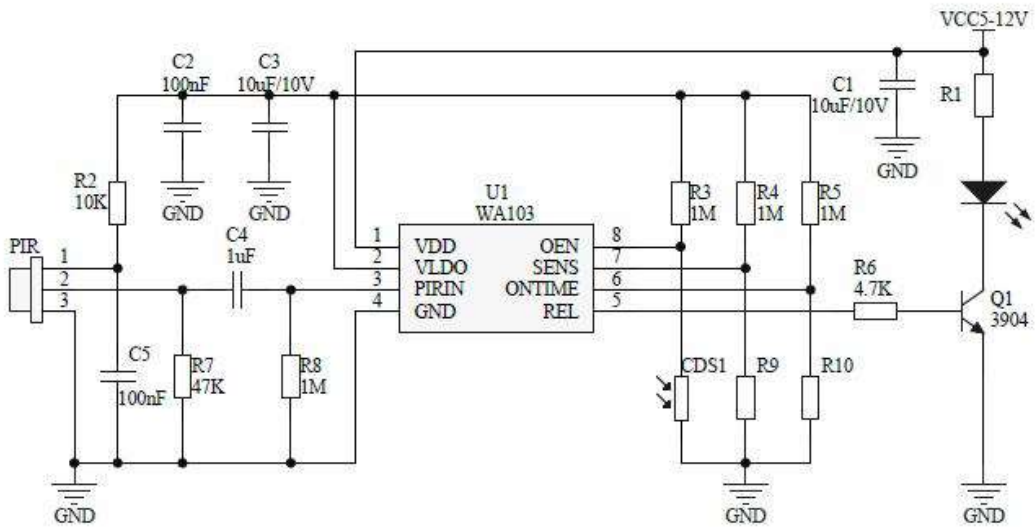 VCC5-12V
C2
100nF
C3
10uF/10V
C1
10uF/10V
R1
GND
GND
GND
R2
10K
U1
WA103
R3
1M
R4
1M
R5
1M
C4
1uF
PIR
1
2
3
1 VDD OEN 8
2 VLDO SENS 7
3 PIRIN ONTIME 6
4 GND REL 5
R6
4.7K
Q1
3904
C5
100nF
R7
47K
R8
1M
CDS1
R9
R10
GND
GND
GND